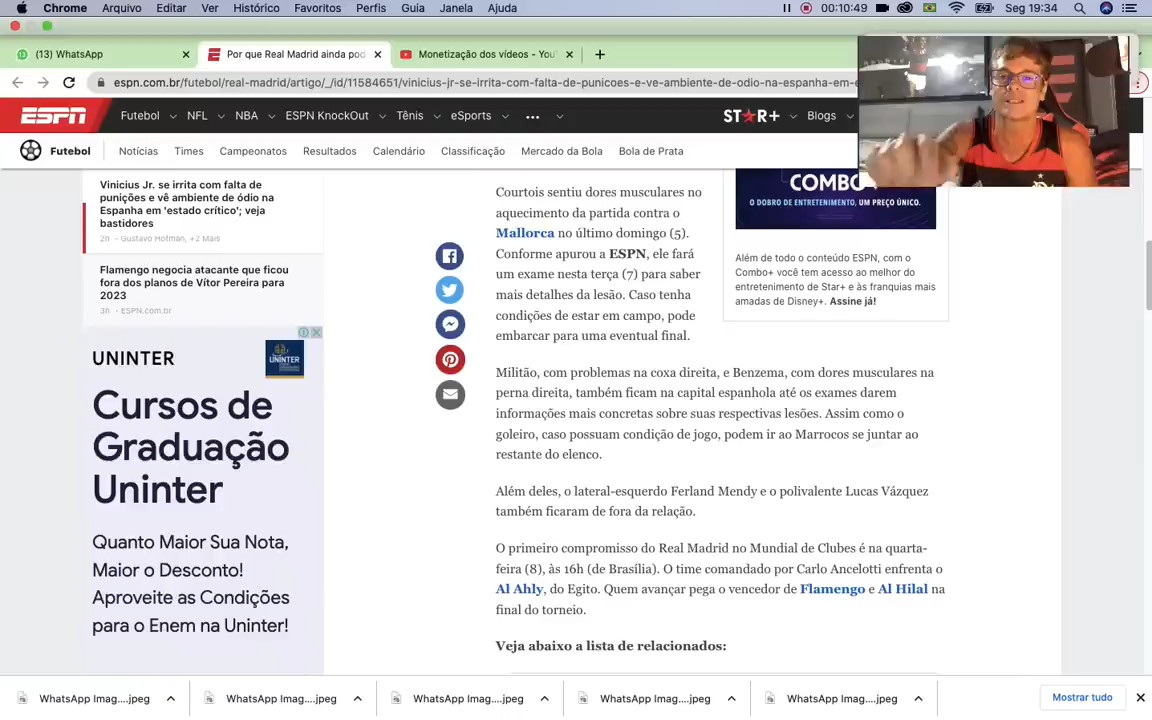 Chrome Arquivo Editar Ver Histórico Favoritos Perfis Guia Janela Ajuda 00:10:49 Seg 19:34
(13) WhatsApp
Por que Real Madrid ainda pod
Monetização dos vídeos - You
espn.com.br/futebol/real-madrid/artigo/_/id/11584651/vinicius-jr-se-irrita-com-falta-de-punicoes-e-ve-ambiente-de-odio-na-espanha-em-e
ESPN Futebol NFL NBA ESPN KnockOut Tênis eSports ••• STAR+ Blogs
Futebol Notícias Times Campeonatos Resultados Calendário Classificação Mercado da Bola Bola de Prata
Vinicius Jr. se irrita com falta de
punições e vê ambiente de ódio na
Espanha em 'estado crítico'; veja
bastidores
2h - Gustavo Hofman, +2 Mais
Flamengo negocia atacante que ficou
fora dos planos de Vítor Pereira para
2023
3h - ESPN.com.br
UNINTER
UNINTER
Cursos de
Graduação
Uninter
Quanto Maior Sua Nota,
Maior o Desconto!
Aproveite as Condições
para o Enem na Uninter!
Courtois sentiu dores musculares no
aquecimento da partida contra o
Mallorca no último domingo (5).
Conforme apurou a ESPN, ele fará
um exame nesta terça (7) para saber
mais detalhes da lesão. Caso tenha
condições de estar em campo, pode
embarcar para uma eventual final.
COMBO+
O DOBRO DE ENTRETENIMENTO, UM PREÇO ÚNICO.
Além de todo o conteúdo ESPN, com o
Combo+ você tem acesso ao melhor do
entretenimento de Star+ e às franquias mais
amadas de Disney+. Assine já!
Militão, com problemas na coxa direita, e Benzema, com dores musculares na
perna direita, também ficam na capital espanhola até os exames darem
informações mais concretas sobre suas respectivas lesões. Assim como o
goleiro, caso possuam condição de jogo, podem ir ao Marrocos se juntar ao
restante do elenco.
Além deles, o lateral-esquerdo Ferland Mendy e o polivalente Lucas Vázquez
também ficaram de fora da relação.
O primeiro compromisso do Real Madrid no Mundial de Clubes é na quarta-
feira (8), às 16h (de Brasília). O time comandado por Carlo Ancelotti enfrenta o
Al Ahly, do Egito. Quem avançar pega o vencedor de Flamengo e Al Hilal na
final do torneio.
Veja abaixo a lista de relacionados:
WhatsApp Imag....jpeg WhatsApp Imag....jpeg WhatsApp Imag....jpeg WhatsApp Imag....jpeg WhatsApp Imag....jpeg Mostrar tudo